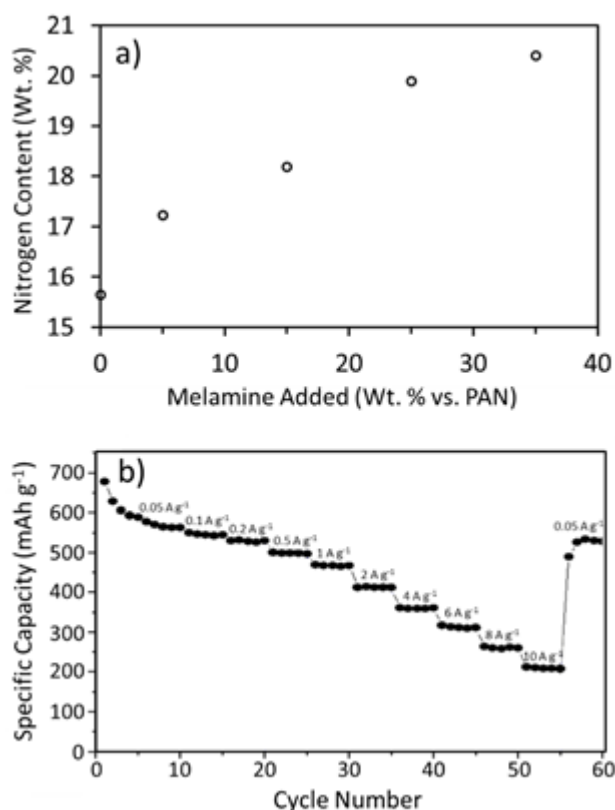 a)
21
20
19
18
17
16
15
Nitrogen Content (Wt. %)
0 10 20 30 40
Melamine Added (Wt. % vs. PAN)
b)
700
600
500
400
300
200
100
0
Specific Capacity (mAh g⁻¹)
0.05 A g⁻¹
0.1 A g⁻¹
0.2 A g⁻¹
0.5 A g⁻¹
1 A g⁻¹
2 A g⁻¹
4 A g⁻¹
6 A g⁻¹
8 A g⁻¹
10 A g⁻¹
0.05 A g⁻¹
0 10 20 30 40 50 60
Cycle Number